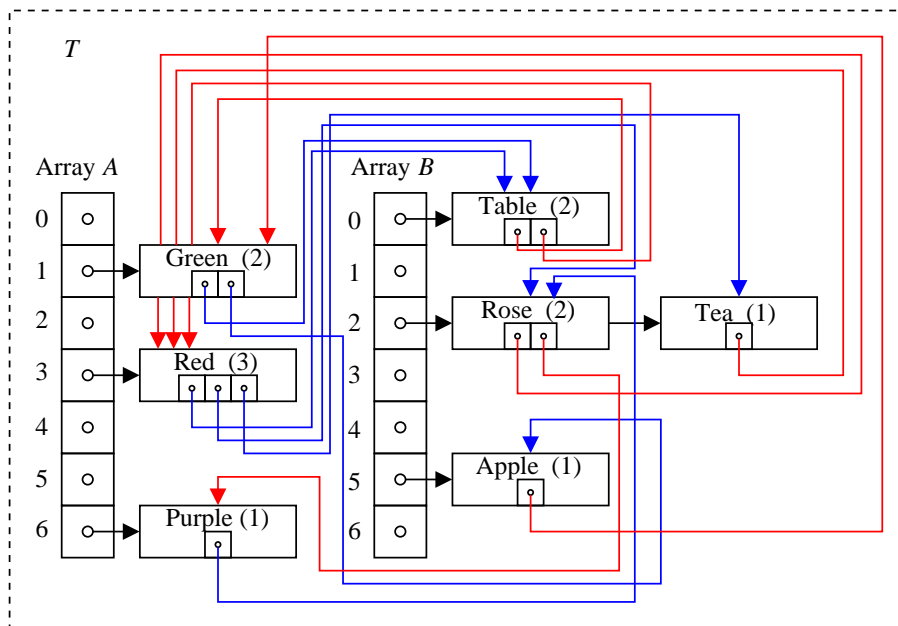 T
Array A
Array B
0
1
2
3
4
5
6
Green (2)
Red (3)
Purple (1)
0
1
2
3
4
5
6
Table (2)
Rose (2)
Tea (1)
Apple (1)